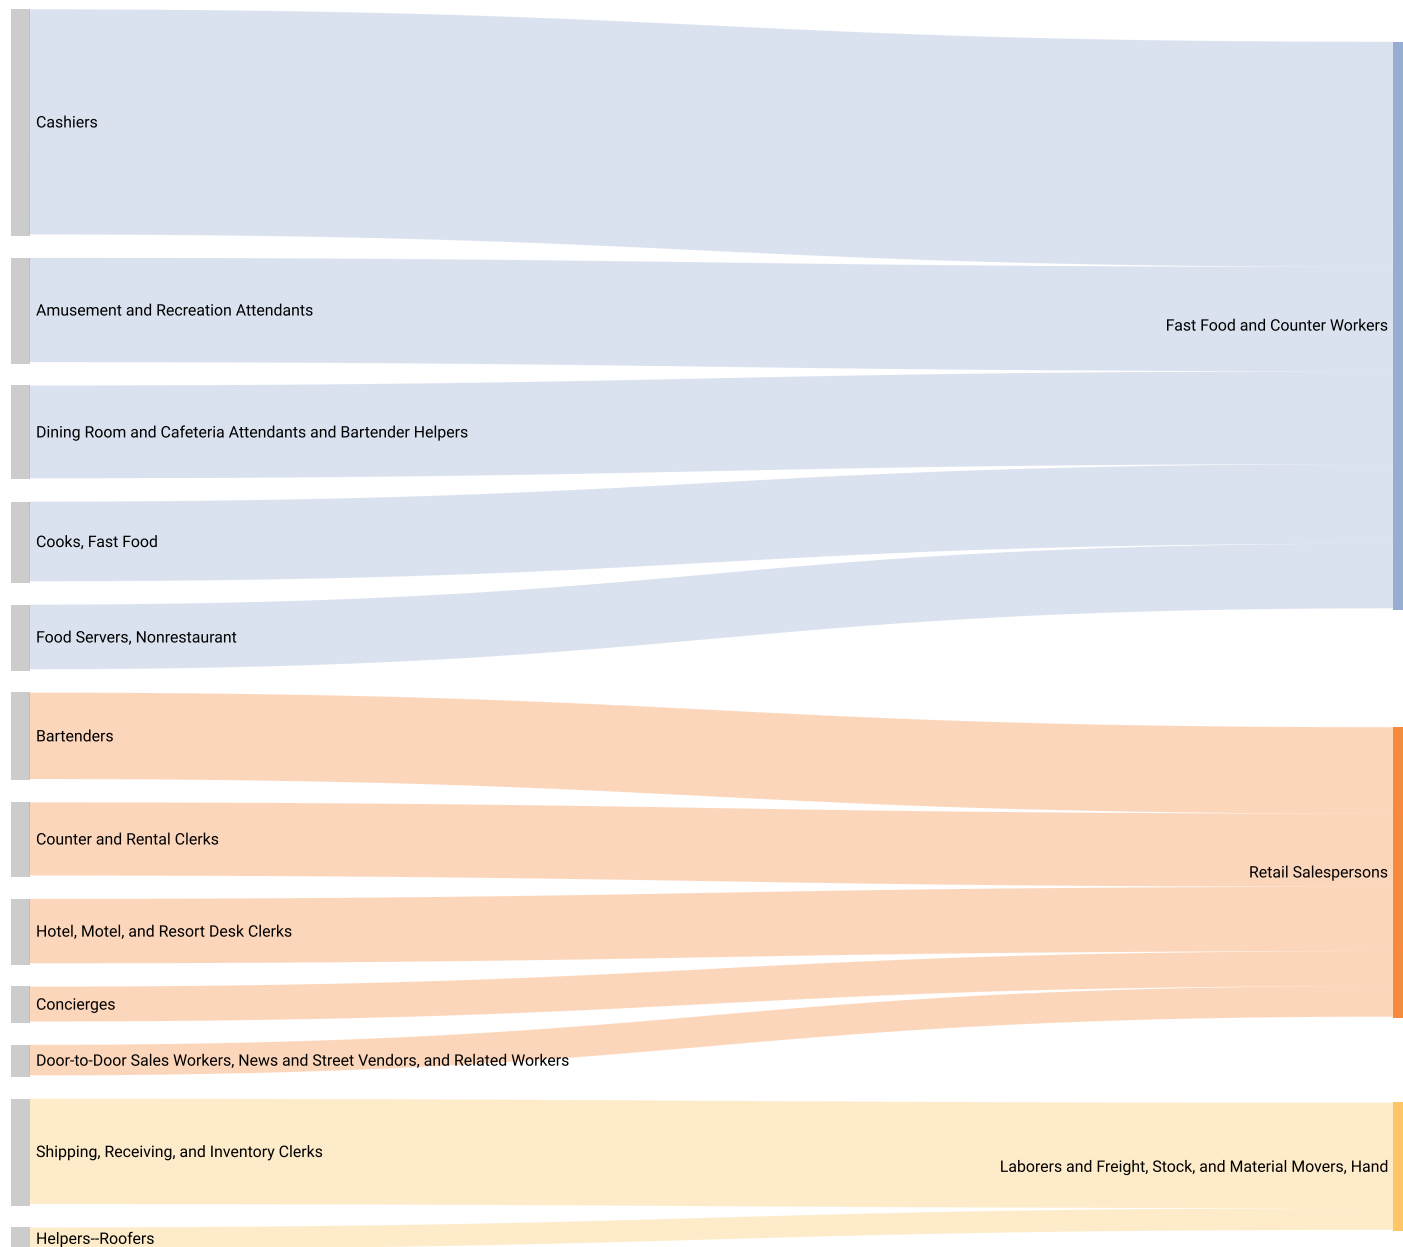 Cashiers
Amusement and Recreation Attendants
Fast Food and Counter Workers
Dining Room and Cafeteria Attendants and Bartender Helpers
Cooks, Fast Food
Food Servers, Nonrestaurant
Bartenders
Counter and Rental Clerks
Retail Salespersons
Hotel, Motel, and Resort Desk Clerks
Concierges
Door-to-Door Sales Workers, News and Street Vendors, and Related Workers
Shipping, Receiving, and Inventory Clerks
Laborers and Freight, Stock, and Material Movers, Hand
Helpers--Roofers